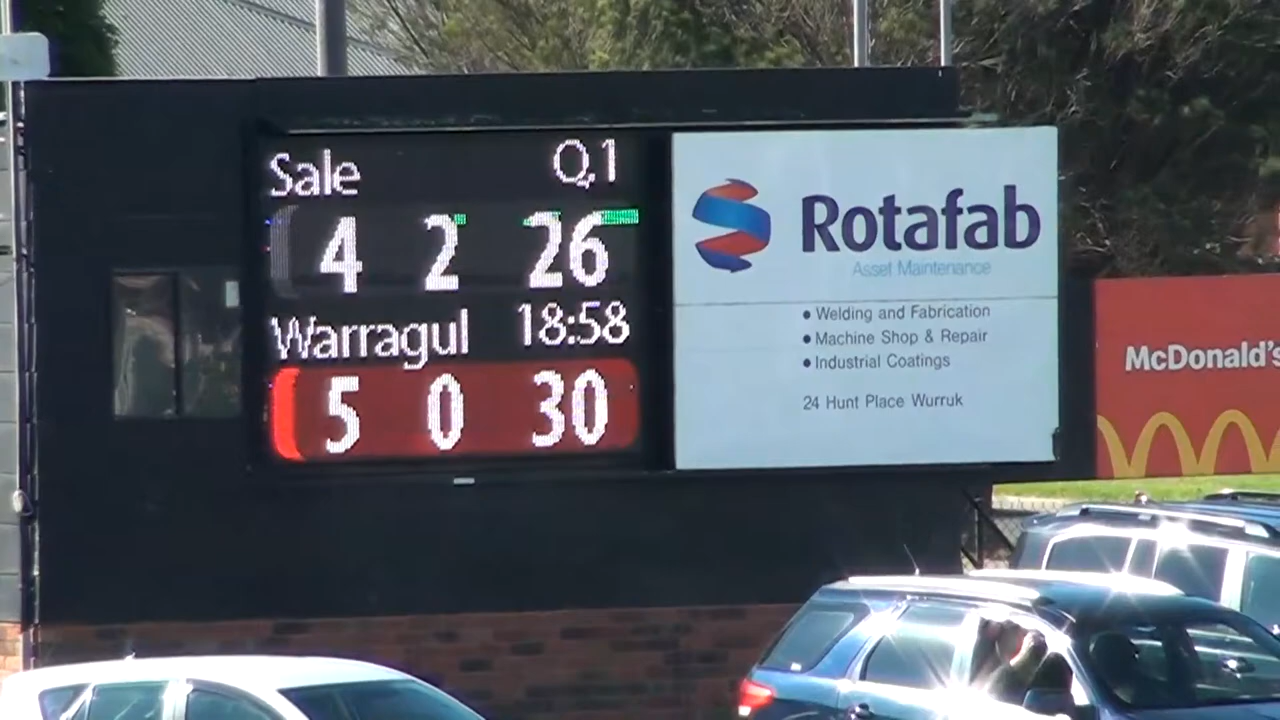 Sale Q1
4 2 26
Warragul 18:58
5 0 30
Rotafab
Asset Maintenance
• Welding and Fabrication
• Machine Shop & Repair
• Industrial Coatings
24 Hunt Place Wurruk
McDonald's